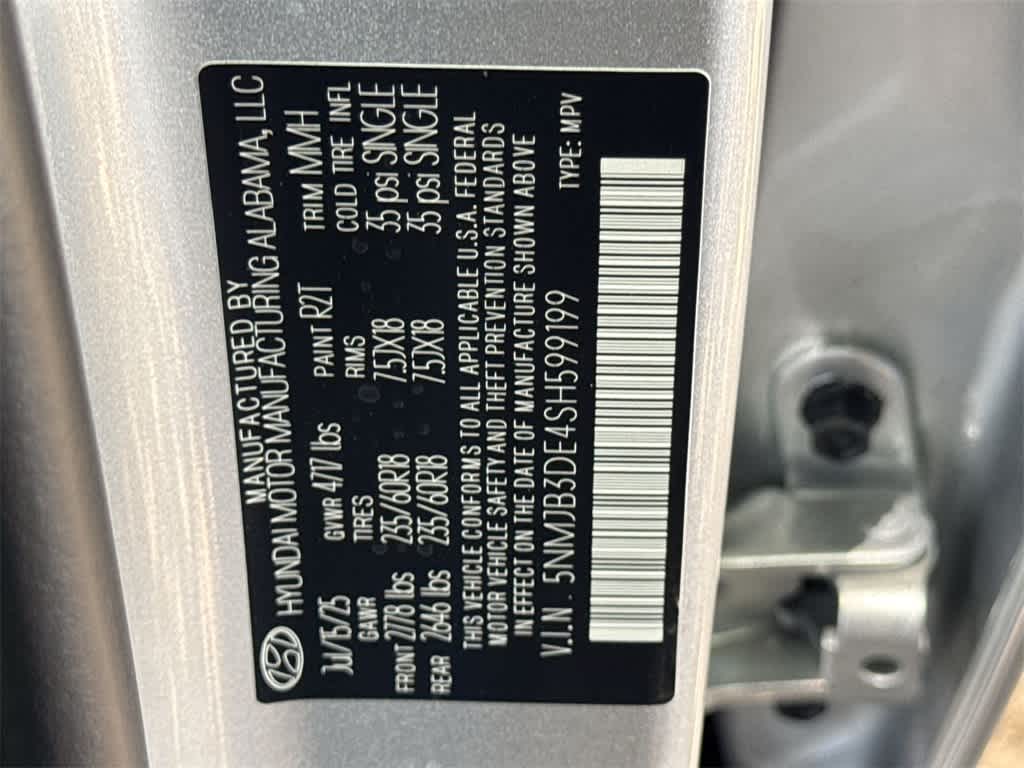 MANUFACTURED BY
HYUNDAI MOTOR MANUFACTURING ALABAMA, LLC
GVWR 4717 lbs PAINT R2T TRIM MMH
GAWR TIRES RIMS COLD TIRE INFL
FRONT 2778 lbs 235/60R18 7.5JX18 35 psi SINGLE
REAR 2646 lbs 235/60R18 7.5JX18 35 psi SINGLE
THIS VEHICLE CONFORMS TO ALL APPLICABLE U.S.A. FEDERAL
MOTOR VEHICLE SAFETY AND THEFT PREVENTION STANDARDS
IN EFFECT ON THE DATE OF MANUFACTURE SHOWN ABOVE
V.I.N. 5NMJB3DE4SH599199 TYPE: MPV